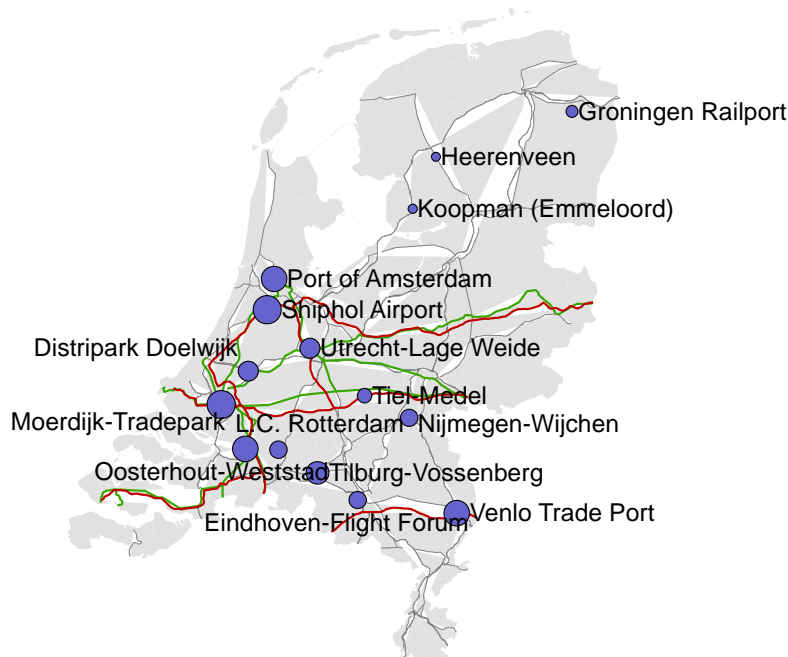 Groningen Railport
Heerenveen
Koopman (Emmeloord)
Port of Amsterdam
Shiphol Airport
Distripark Doelwijk
Utrecht-Lage Weide
Tiel-Medel
Moerdijk-Tradepark
L.C. Rotterdam
Nijmegen-Wijchen
Oosterhout-Weststad
Tilburg-Vossenberg
Eindhoven-Flight Forum
Venlo Trade Port